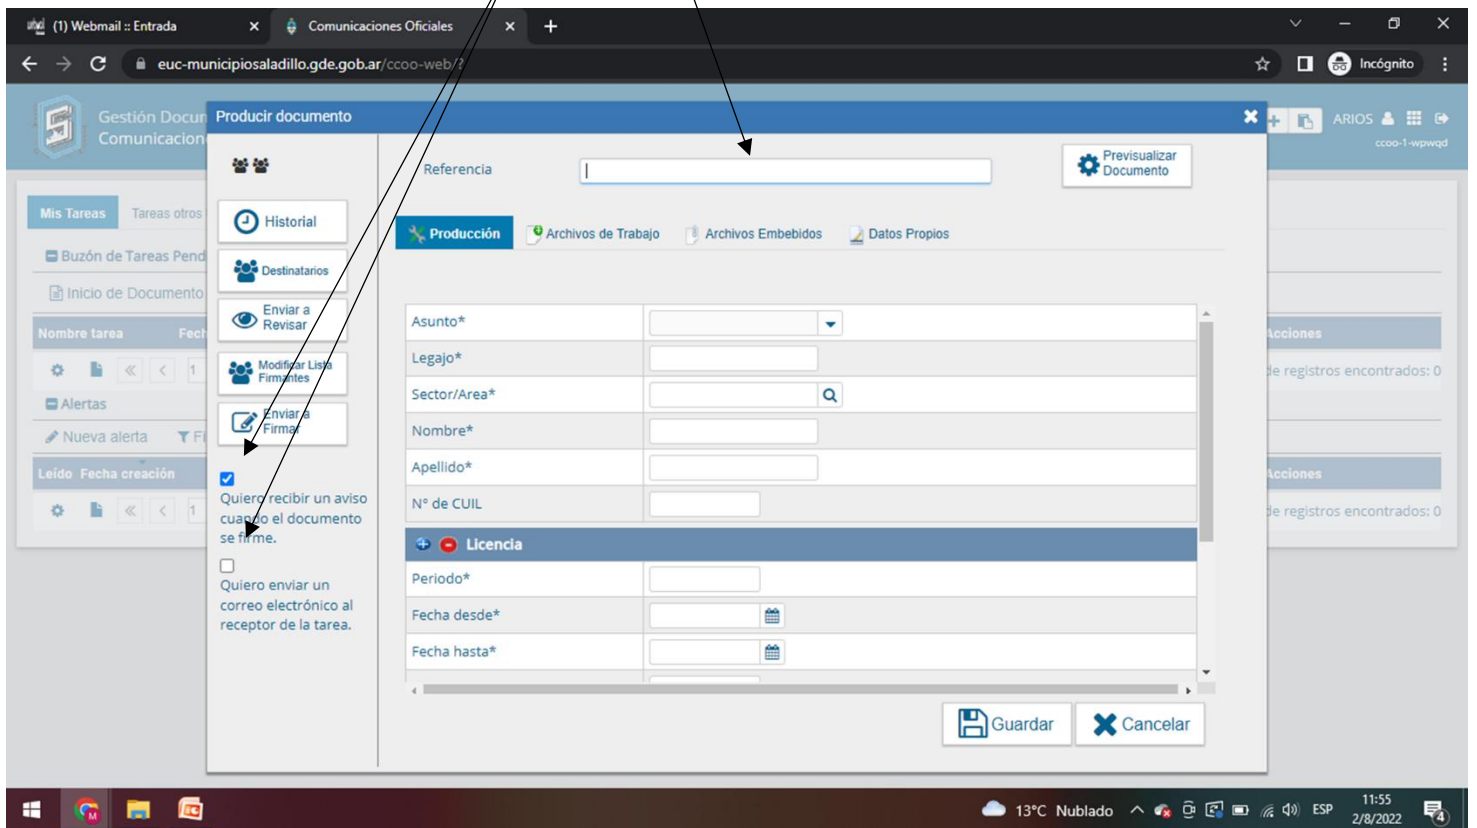 (1) Webmail :: Entrada
Comunicaciones Oficiales
euc-municipiosaladillo.gde.gob.ar/ccoo-web/?
Incógnito
Gestión Docum
Comunicacion
ARIOS
ccoo-1-wpwqd
Producir documento
Referencia
Previsualizar
Documento
Mis Tareas
Tareas otros
Historial
Producción
Archivos de Trabajo
Archivos Embebidos
Datos Propios
Buzón de Tareas Pend
Destinatarios
Inicio de Documento
Enviar a
Revisar
Nombre tarea
Fech
Acciones
Modificar Lista
Firmantes
1
de registros encontrados: 0
Alertas
Enviar a
Firmar
Nueva alerta
Fi
Leído
Fecha creación
Acciones
1
de registros encontrados: 0
Quiero recibir un aviso
cuando el documento
se firme.
Quiero enviar un
correo electrónico al
receptor de la tarea.
Asunto*
Legajo*
Sector/Area*
Nombre*
Apellido*
Nº de CUIL
Licencia
Periodo*
Fecha desde*
Fecha hasta*
Guardar
Cancelar
13°C Nublado
ESP
11:55
2/8/2022
4